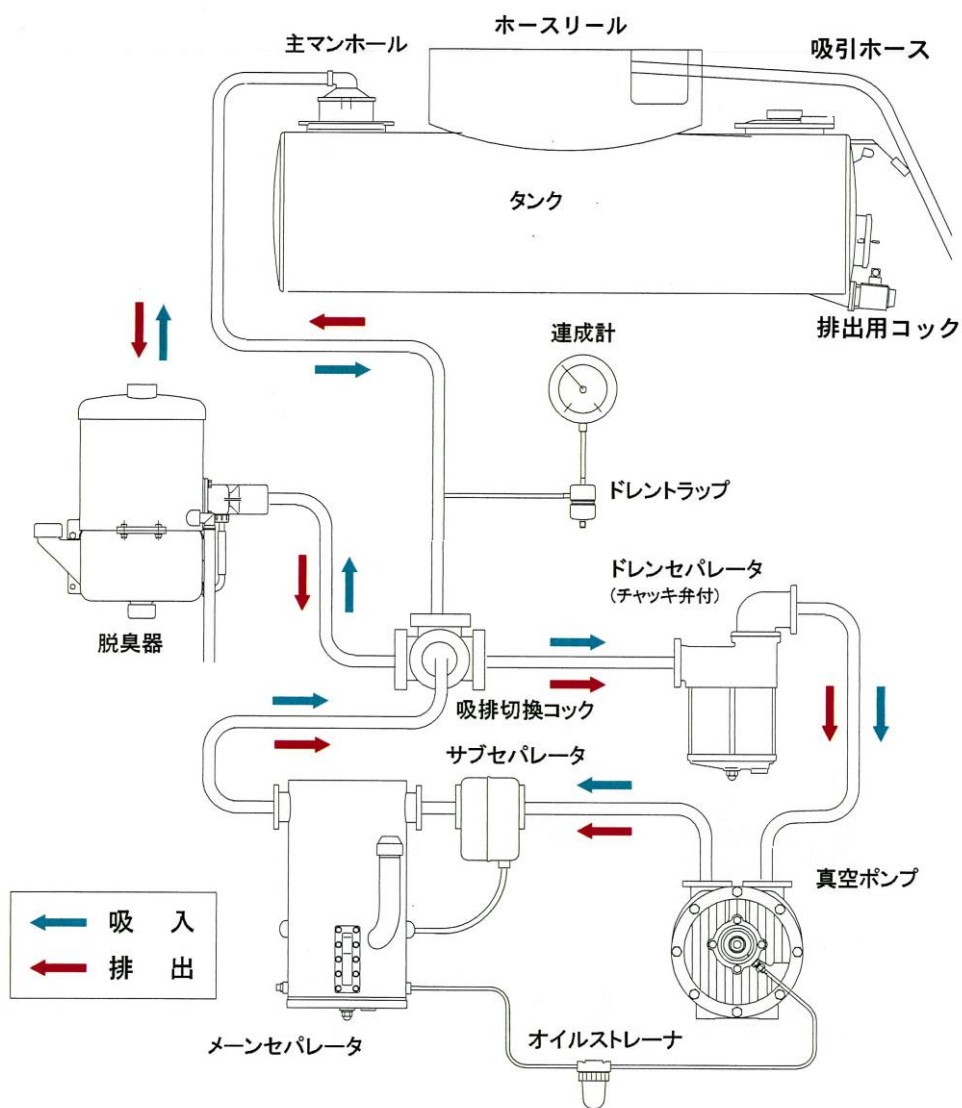 ホースリール
主マンホール
吸引ホース
タンク
排出用コック
連成計
ドレントラップ
ドレンセパレータ
(チャッキ弁付)
脱臭器
吸排切換コック
サブセパレータ
真空ポンプ
吸　入
排　出
オイルストレーナ
メーンセパレータ